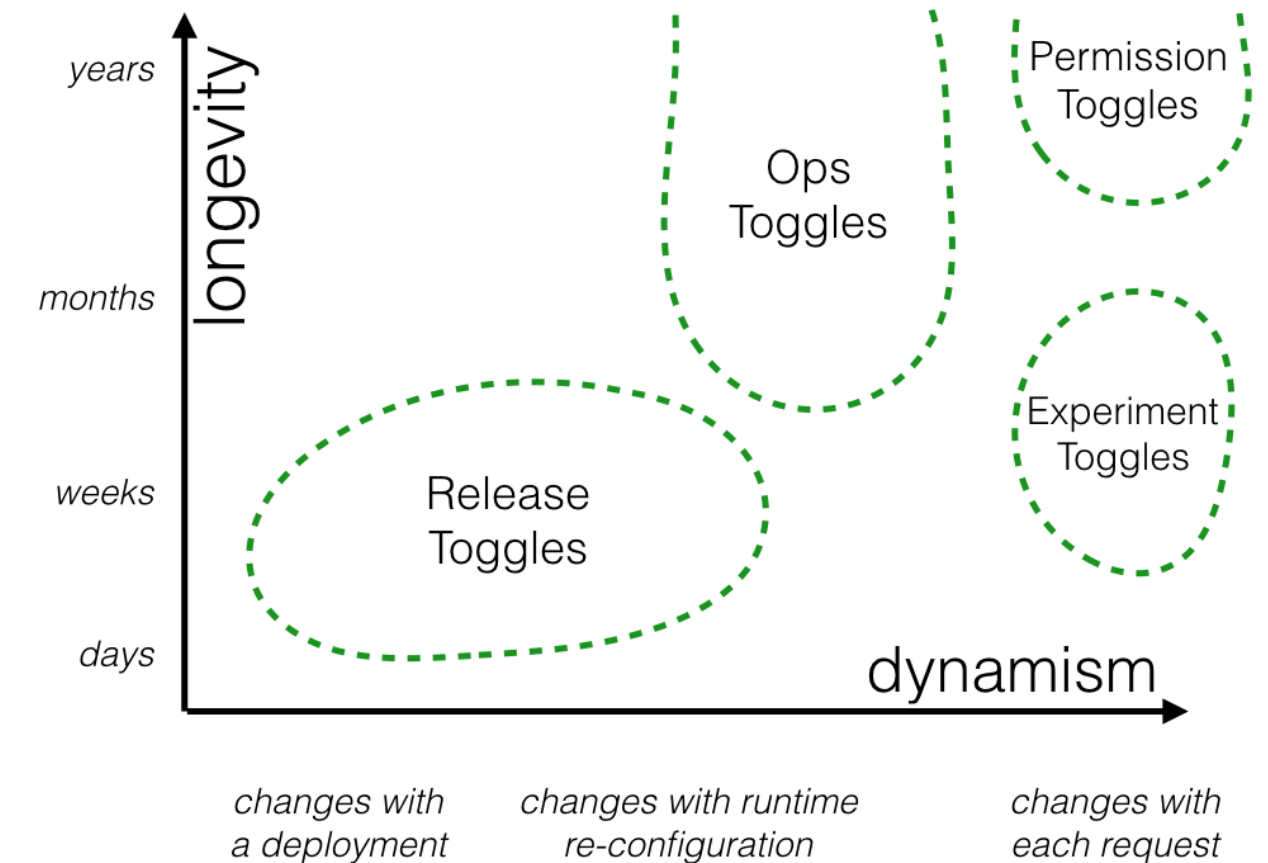 years
longevity
Permission
Toggles
Ops
Toggles
months
Experiment
Toggles
weeks
Release
Toggles
days
dynamism
changes with
a deployment
changes with runtime
re-configuration
changes with
each request